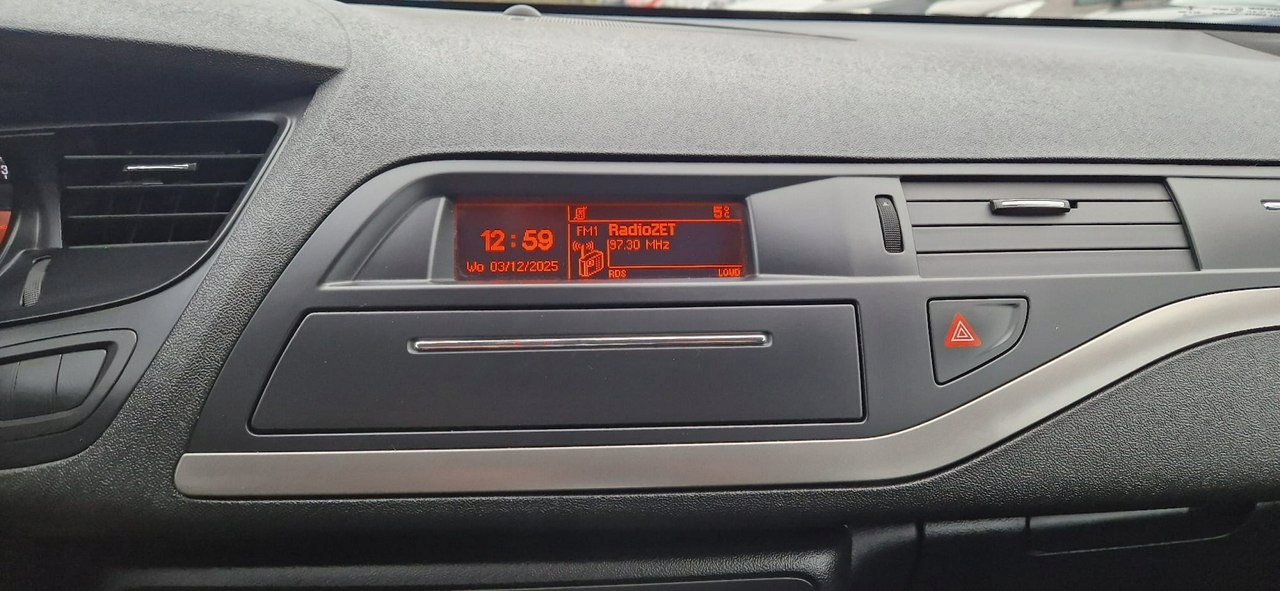 5°C
12:59
FM1 RadioZET
97.30 MHz
Wo 03/12/2025
RDS LOUD